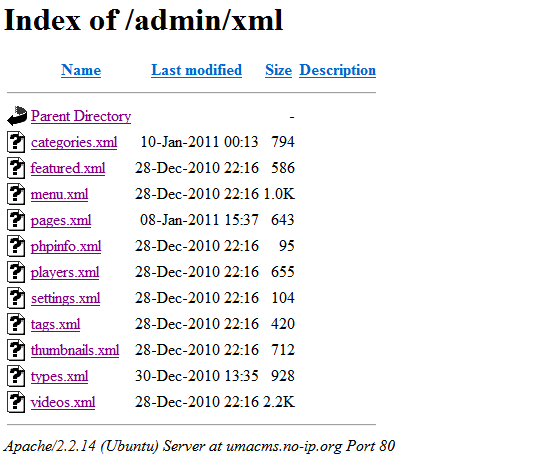 Index of /admin/xml
Name Last modified Size Description
Parent Directory -
categories.xml 10-Jan-2011 00:13 794
featured.xml 28-Dec-2010 22:16 586
menu.xml 28-Dec-2010 22:16 1.0K
pages.xml 08-Jan-2011 15:37 643
phpinfo.xml 28-Dec-2010 22:16 95
players.xml 28-Dec-2010 22:16 655
settings.xml 28-Dec-2010 22:16 104
tags.xml 28-Dec-2010 22:16 420
thumbnails.xml 28-Dec-2010 22:16 712
types.xml 30-Dec-2010 13:35 928
videos.xml 28-Dec-2010 22:16 2.2K
Apache/2.2.14 (Ubuntu) Server at umacms.no-ip.org Port 80